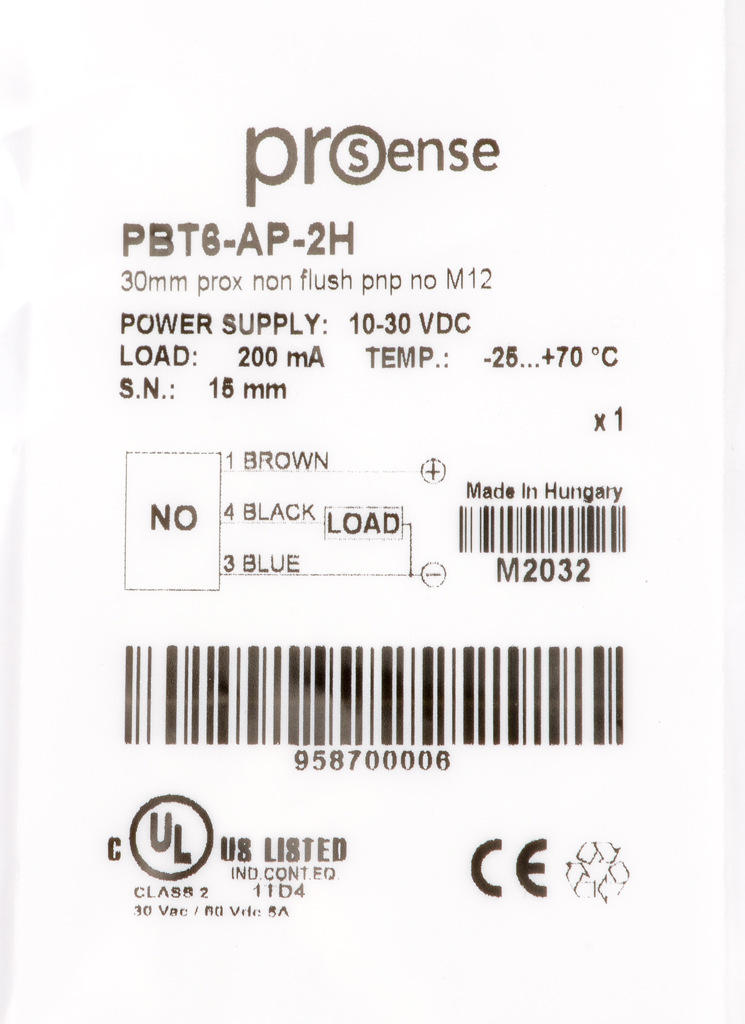 prosense
PBT6-AP-2H
30mm prox non flush pnp no M12
POWER SUPPLY: 10-30 VDC
LOAD: 200 mA TEMP.: -25...+70 °C
S.N.: 15 mm
x 1
1 BROWN
+
Made In Hungary
NO
4 BLACK
LOAD
3 BLUE
-
M2032
958700006
C UL US LISTED
IND.CONT.EQ.
CLASS 2 11D4
30 Vac / 60 Vdc 5A
CE